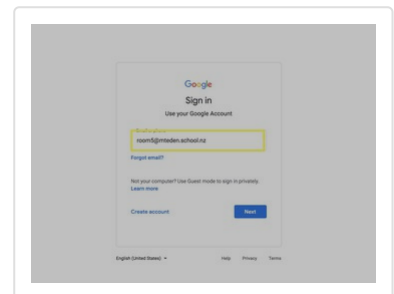 Google
Sign in
Use your Google Account
room5@mteden.school.nz
Forgot email?
Not your computer? Use Guest mode to sign in privately.
Learn more
Create account
Next
English (United States)
Help
Privacy
Terms